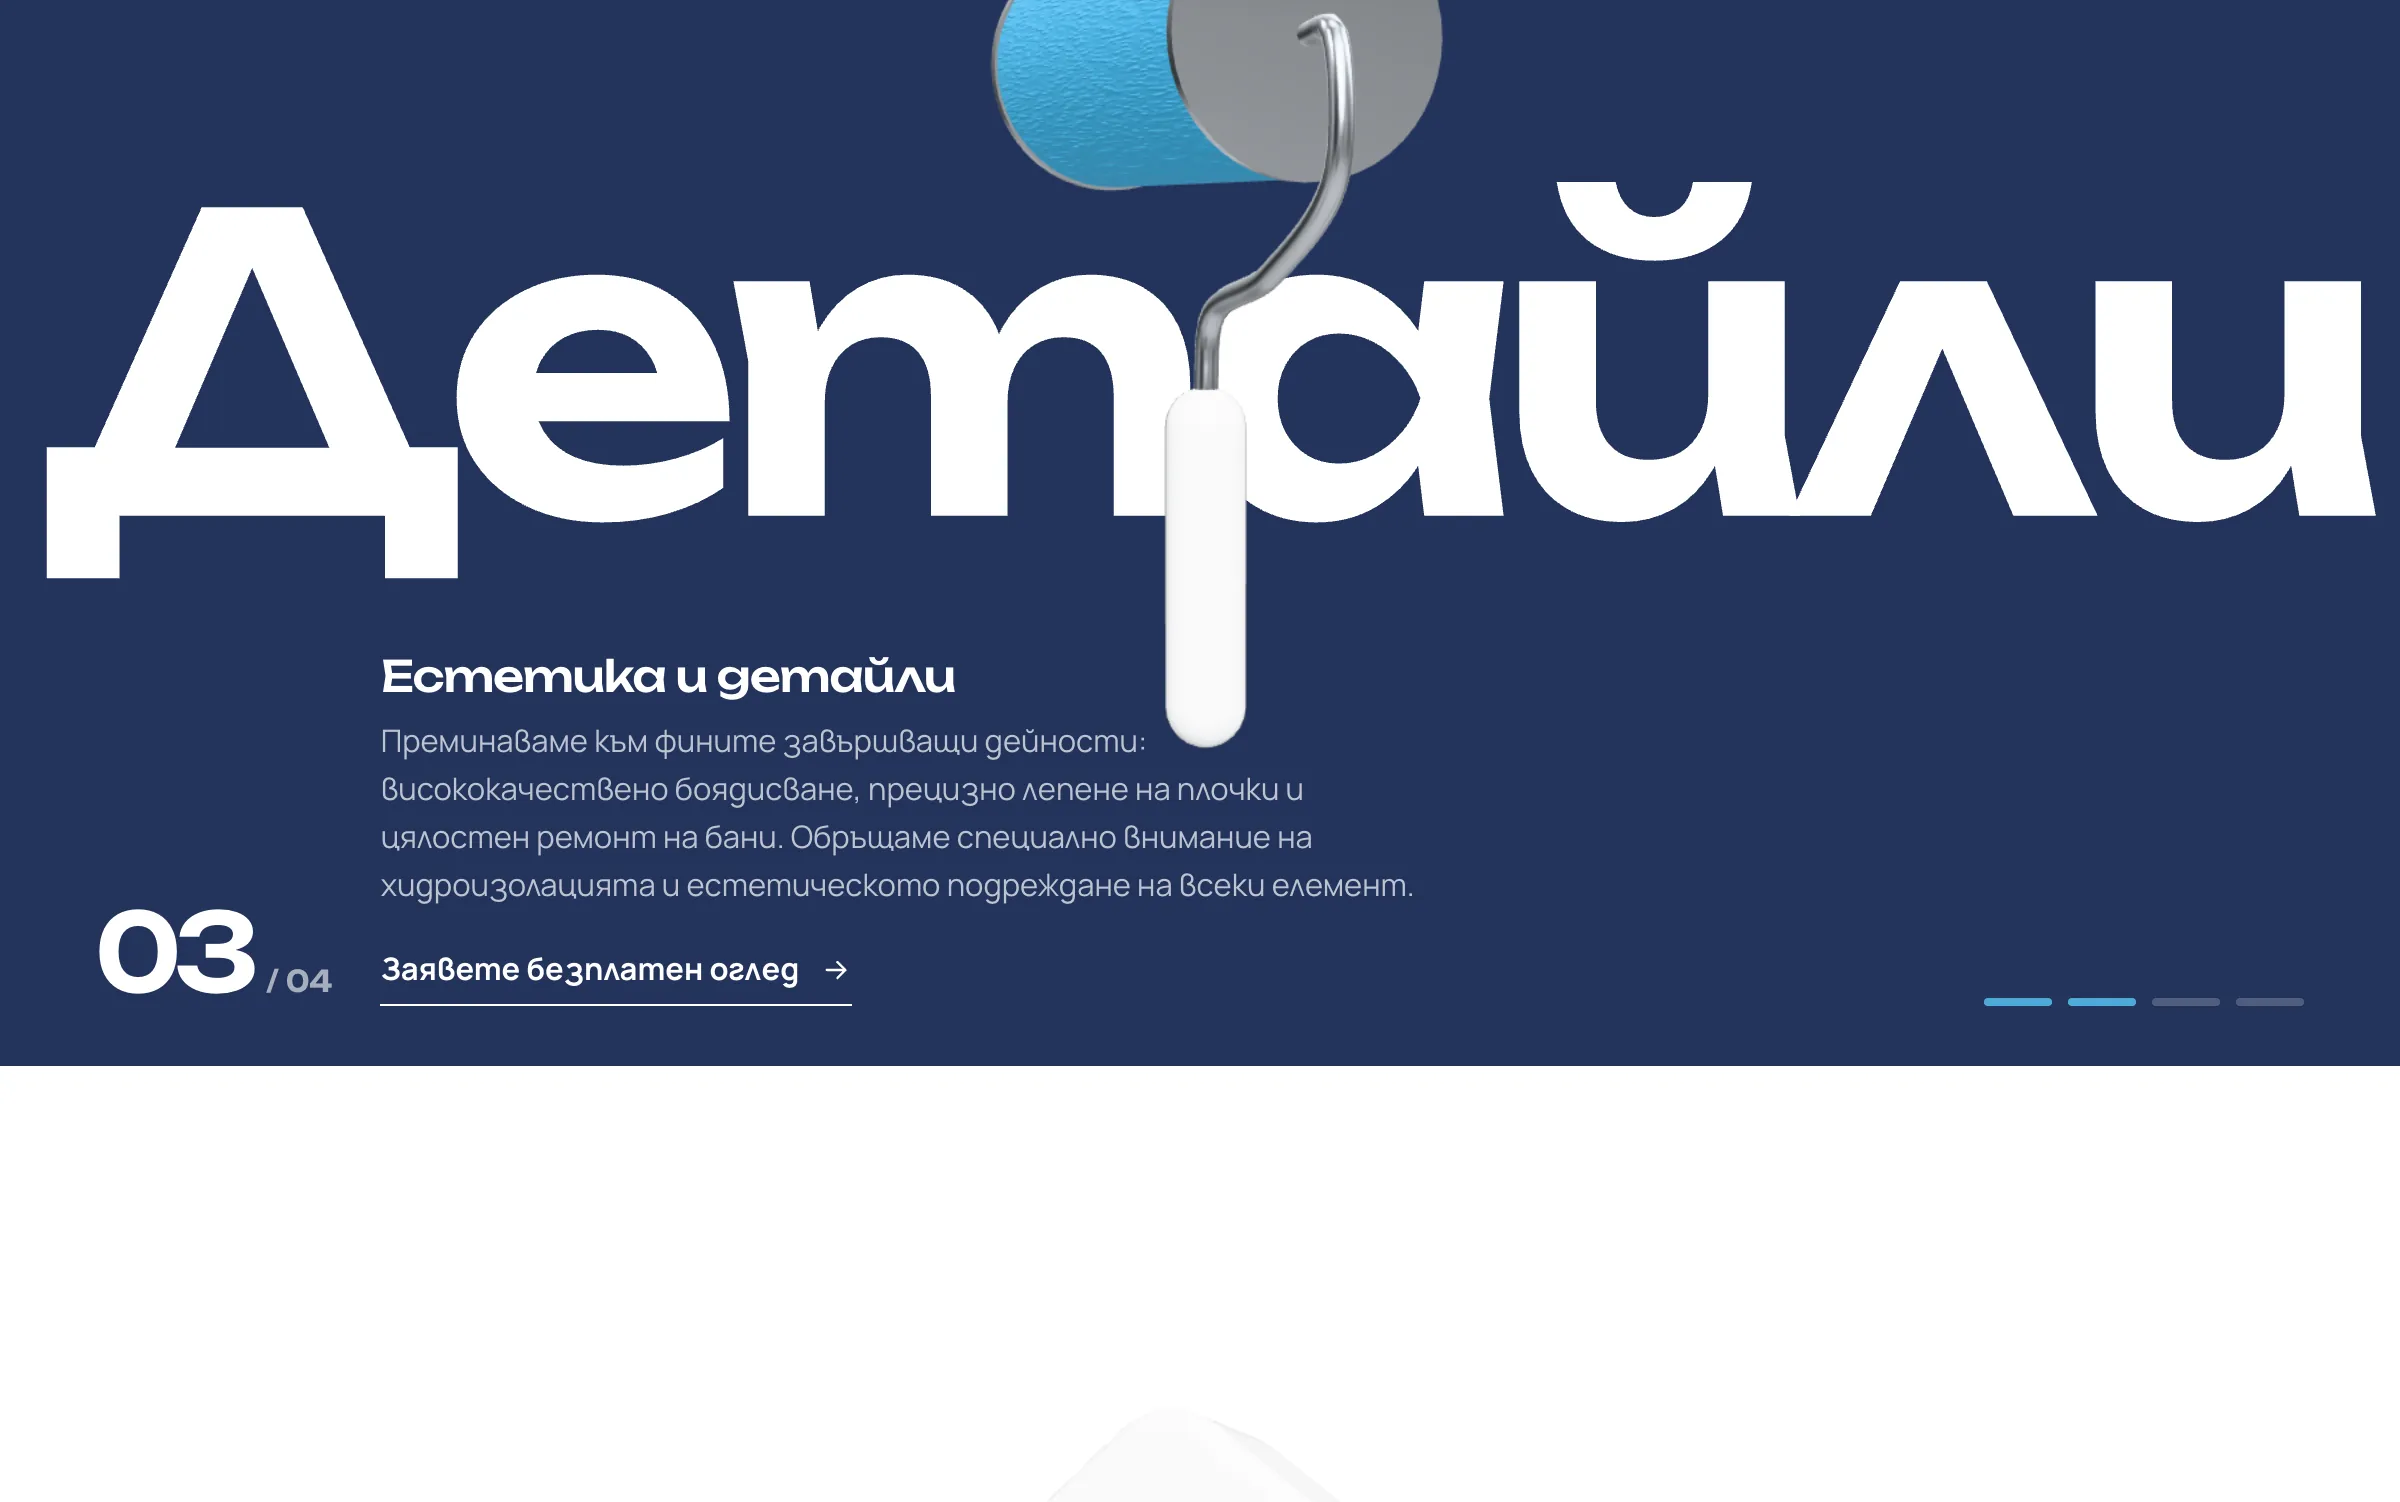 Детайли
Естетика и детайли
Преминаваме към фините завършващи дейности:
висококачествено боядисване, прецизно лепене на плочки и
цялостен ремонт на бани. Обръщаме специално внимание на
хидроизолацията и естетическото подреждане на всеки елемент.
03 / 04
Заявете безплатен оглед →